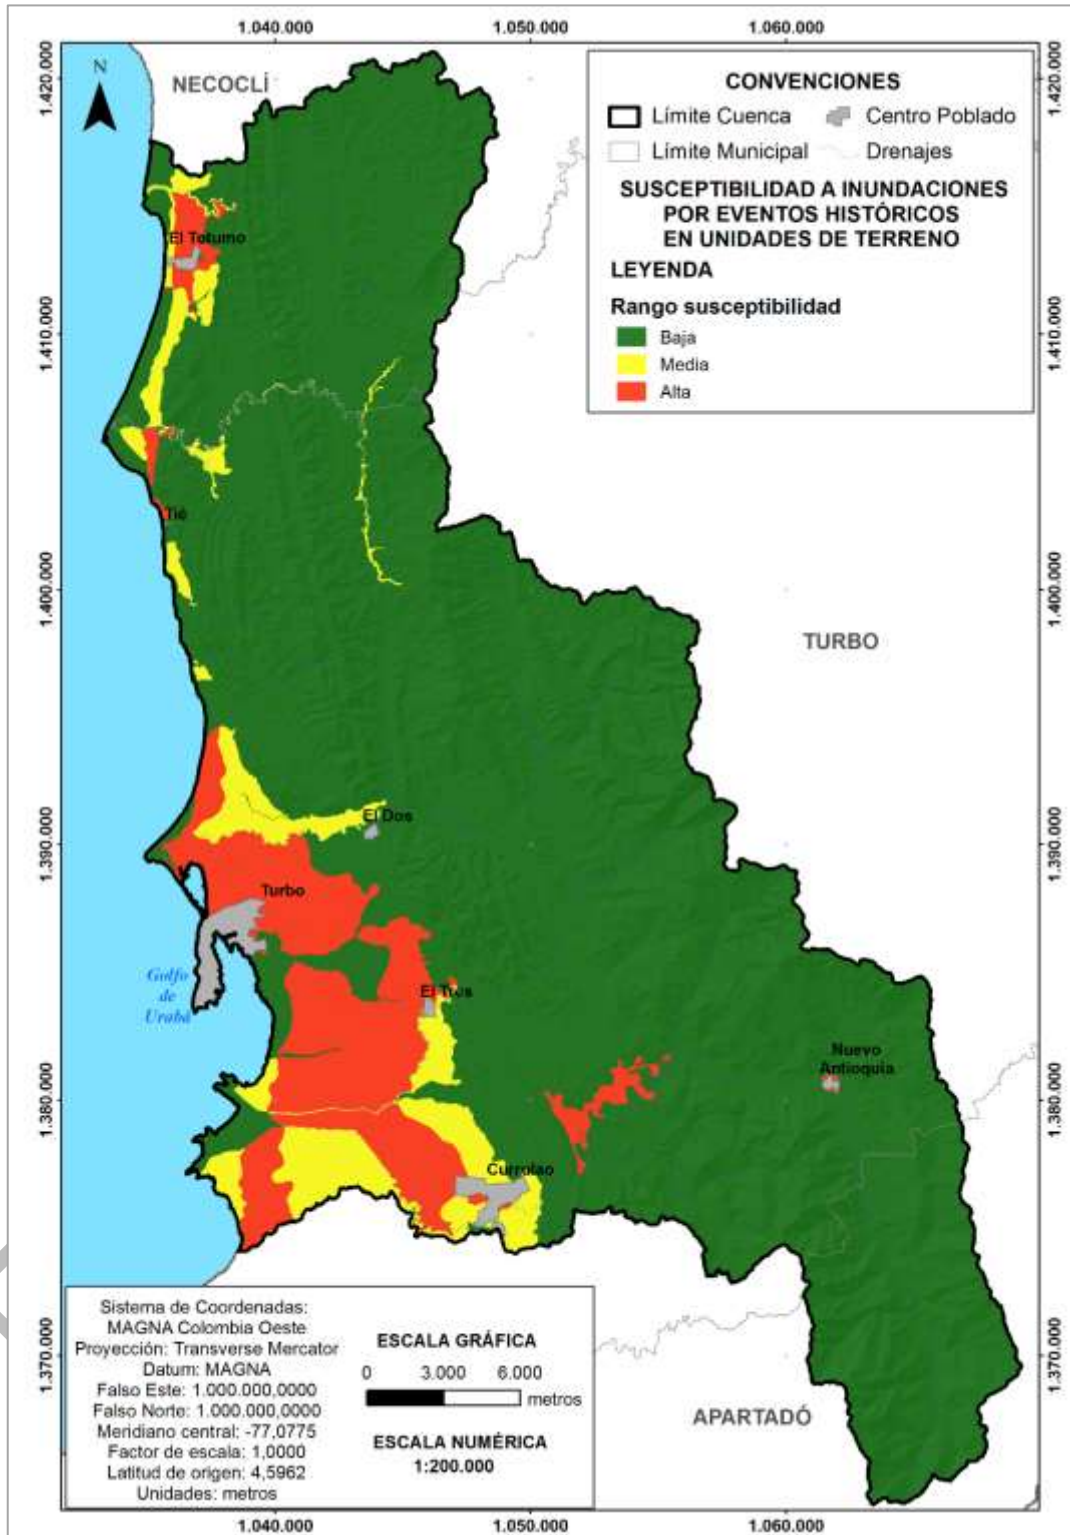 1.040.000 1.050.000 1.060.000
1.420.000
1.410.000
1.400.000
1.390.000
1.380.000
1.370.000
N
NECOCLÍ
CONVENCIONES
Límite Cuenca
Centro Poblado
Límite Municipal
Drenajes
SUSCEPTIBILIDAD A INUNDACIONES
POR EVENTOS HISTÓRICOS
EN UNIDADES DE TERRENO
LEYENDA
Rango susceptibilidad
Baja
Media
Alta
El Totumo
Tié
TURBO
El Dos
Turbo
Golfo
de
Urabá
El Tres
Nuevo
Antioquia
Currulao
APARTADÓ
Sistema de Coordenadas:
MAGNA Colombia Oeste
Proyección: Transverse Mercator
Datum: MAGNA
Falso Este: 1.000.000,0000
Falso Norte: 1.000.000,0000
Meridiano central: -77,0775
Factor de escala: 1,0000
Latitud de origen: 4,5962
Unidades: metros
ESCALA GRÁFICA
0 3.000 6.000
metros
ESCALA NUMÉRICA
1:200.000
1.420.000
1.410.000
1.400.000
1.390.000
1.380.000
1.370.000
1.040.000 1.050.000 1.060.000